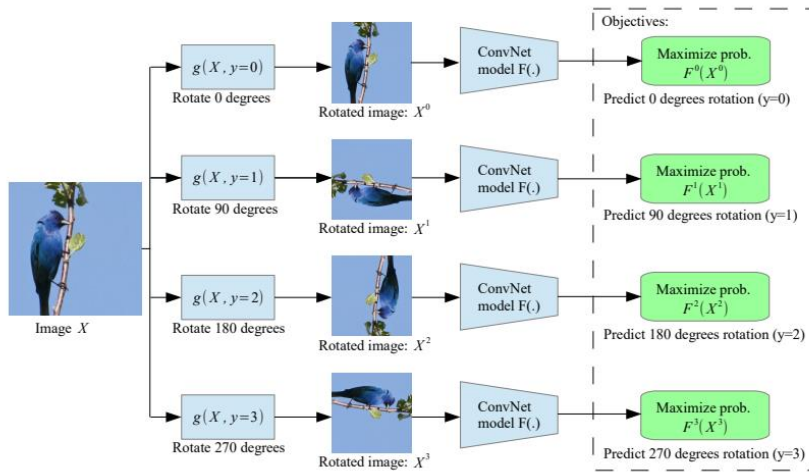 Objectives:
g(X, y=0)
Rotate 0 degrees
Rotated image: X⁰
ConvNet
model F(.)
Maximize prob.
F⁰(X⁰)
Predict 0 degrees rotation (y=0)
g(X, y=1)
Rotate 90 degrees
Rotated image: X¹
ConvNet
model F(.)
Maximize prob.
F¹(X¹)
Predict 90 degrees rotation (y=1)
Image X
g(X, y=2)
Rotate 180 degrees
Rotated image: X²
ConvNet
model F(.)
Maximize prob.
F²(X²)
Predict 180 degrees rotation (y=2)
g(X, y=3)
Rotate 270 degrees
Rotated image: X³
ConvNet
model F(.)
Maximize prob.
F³(X³)
Predict 270 degrees rotation (y=3)